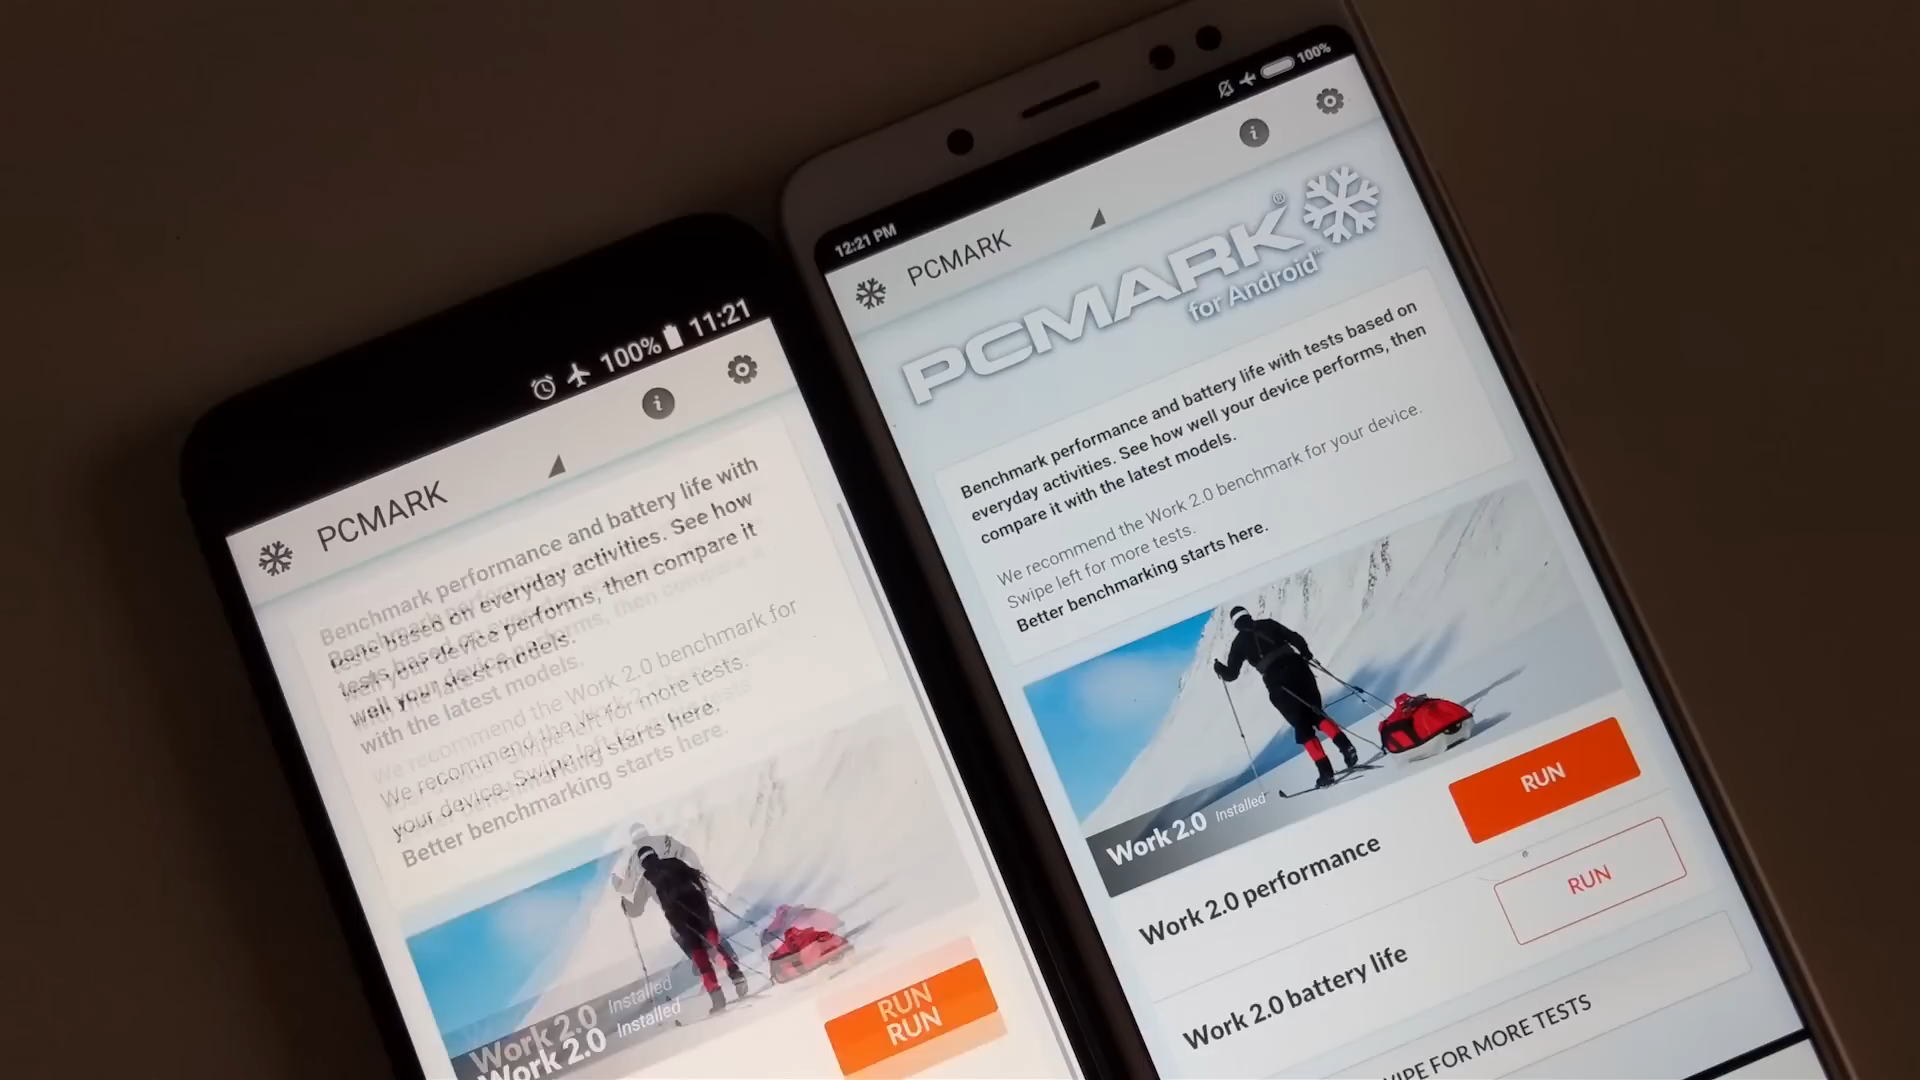 100% 11:21
PCMARK
Benchmark performance and battery life with
tests based on everyday activities. See how
well your device performs, then compare it
with the latest models.
We recommend the Work 2.0 benchmark for
your device. Swipe left for more tests.
Better benchmarking starts here.
Work 2.0 Installed
Work 2.0 Installed
RUN
RUN
12:21 PM
100%
PCMARK
PCMARK®
for Android™
Benchmark performance and battery life with tests based on
everyday activities. See how well your device performs, then
compare it with the latest models.
We recommend the Work 2.0 benchmark for your device.
Swipe left for more tests.
Better benchmarking starts here.
Work 2.0 Installed
Work 2.0 performance
RUN
Work 2.0 battery life
RUN
FOR MORE TESTS